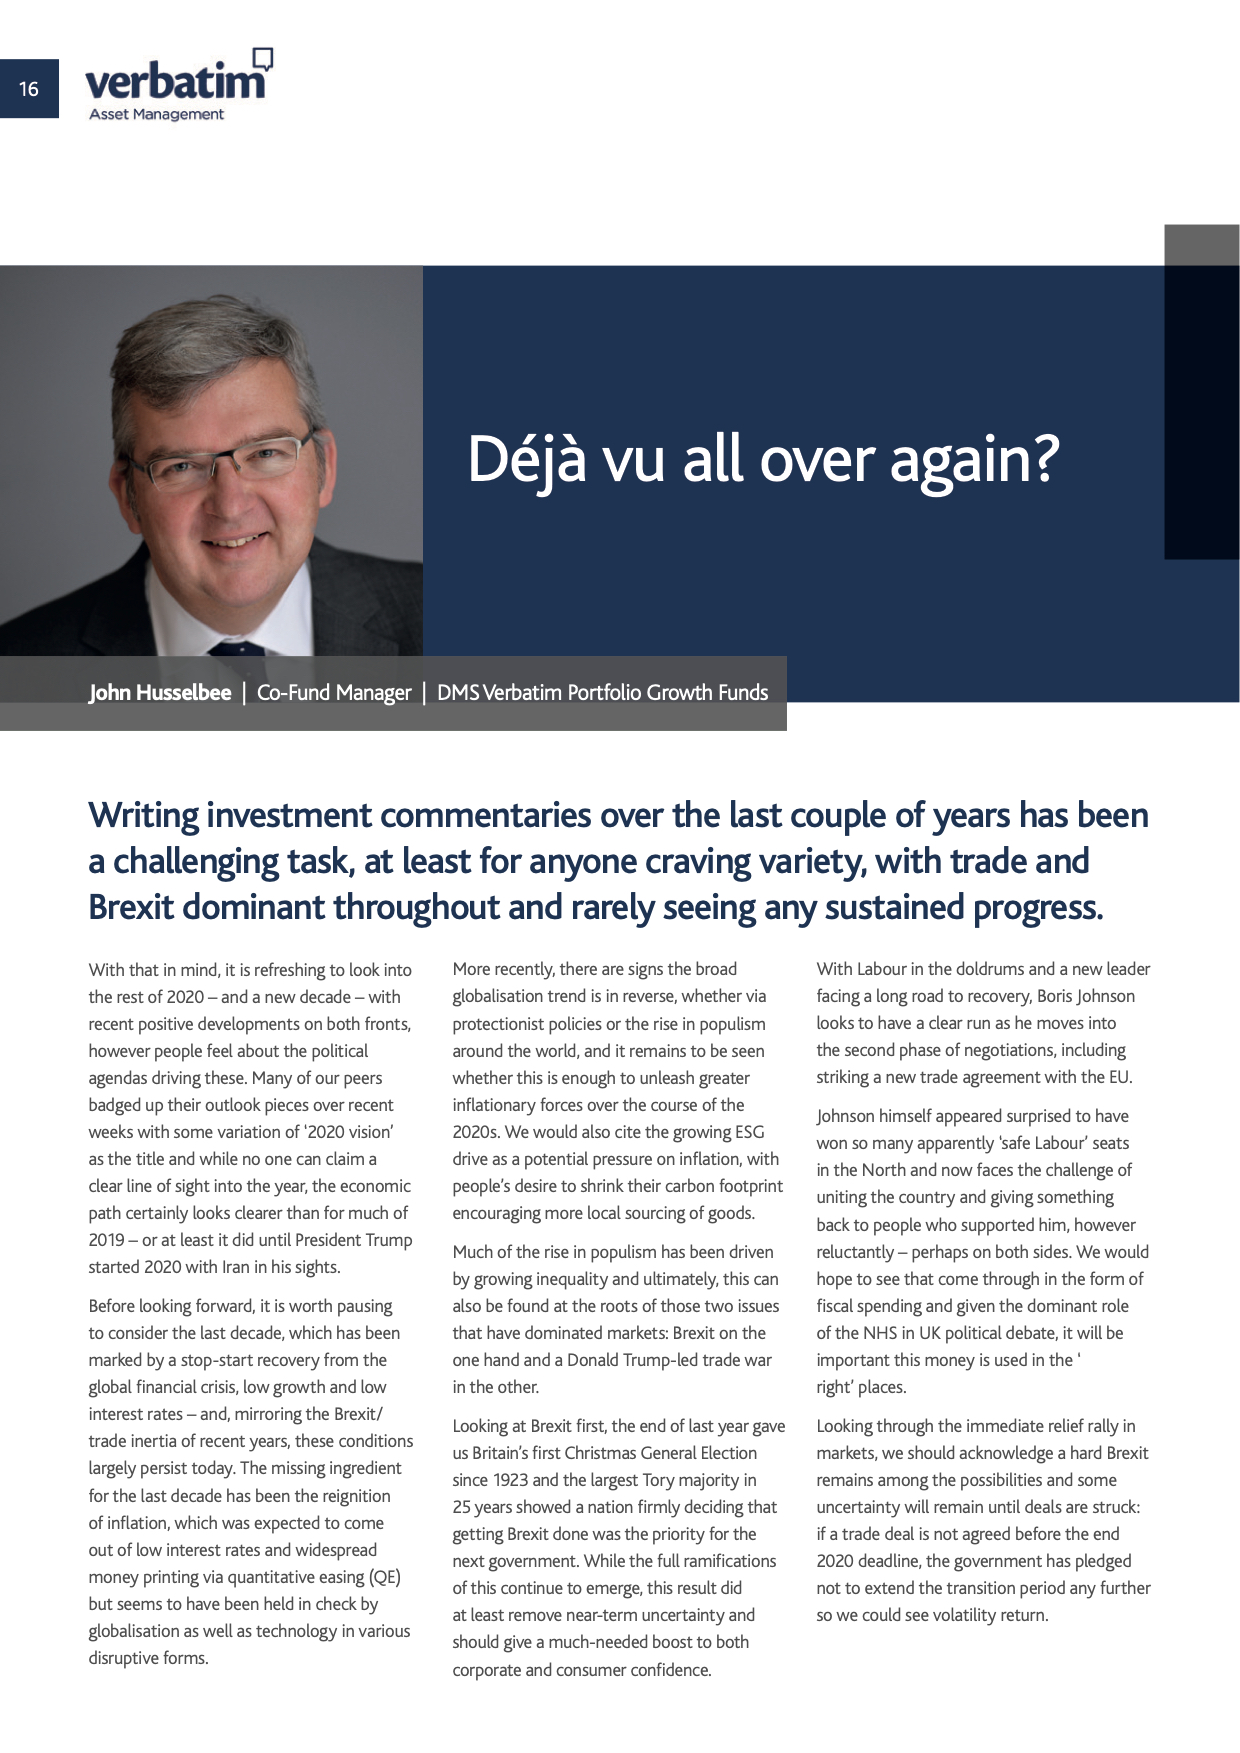 16
verbatim
Asset Management
Déjà vu all over again?
John Husselbee | Co-Fund Manager | DMS Verbatim Portfolio Growth Funds
Writing investment commentaries over the last couple of years has been
a challenging task, at least for anyone craving variety, with trade and
Brexit dominant throughout and rarely seeing any sustained progress.
With that in mind, it is refreshing to look into
the rest of 2020 – and a new decade – with
recent positive developments on both fronts,
however people feel about the political
agendas driving these. Many of our peers
badged up their outlook pieces over recent
weeks with some variation of ‘2020 vision’
as the title and while no one can claim a
clear line of sight into the year, the economic
path certainly looks clearer than for much of
2019 – or at least it did until President Trump
started 2020 with Iran in his sights.
Before looking forward, it is worth pausing
to consider the last decade, which has been
marked by a stop-start recovery from the
global financial crisis, low growth and low
interest rates – and, mirroring the Brexit/
trade inertia of recent years, these conditions
largely persist today. The missing ingredient
for the last decade has been the reignition
of inflation, which was expected to come
out of low interest rates and widespread
money printing via quantitative easing (QE)
but seems to have been held in check by
globalisation as well as technology in various
disruptive forms.
More recently, there are signs the broad
globalisation trend is in reverse, whether via
protectionist policies or the rise in populism
around the world, and it remains to be seen
whether this is enough to unleash greater
inflationary forces over the course of the
2020s. We would also cite the growing ESG
drive as a potential pressure on inflation, with
people’s desire to shrink their carbon footprint
encouraging more local sourcing of goods.
Much of the rise in populism has been driven
by growing inequality and ultimately, this can
also be found at the roots of those two issues
that have dominated markets: Brexit on the
one hand and a Donald Trump-led trade war
in the other.
Looking at Brexit first, the end of last year gave
us Britain’s first Christmas General Election
since 1923 and the largest Tory majority in
25 years showed a nation firmly deciding that
getting Brexit done was the priority for the
next government. While the full ramifications
of this continue to emerge, this result did
at least remove near-term uncertainty and
should give a much-needed boost to both
corporate and consumer confidence.
With Labour in the doldrums and a new leader
facing a long road to recovery, Boris Johnson
looks to have a clear run as he moves into
the second phase of negotiations, including
striking a new trade agreement with the EU.
Johnson himself appeared surprised to have
won so many apparently ‘safe Labour’ seats
in the North and now faces the challenge of
uniting the country and giving something
back to people who supported him, however
reluctantly – perhaps on both sides. We would
hope to see that come through in the form of
fiscal spending and given the dominant role
of the NHS in UK political debate, it will be
important this money is used in the ‘
right’ places.
Looking through the immediate relief rally in
markets, we should acknowledge a hard Brexit
remains among the possibilities and some
uncertainty will remain until deals are struck:
if a trade deal is not agreed before the end
2020 deadline, the government has pledged
not to extend the transition period any further
so we could see volatility return.